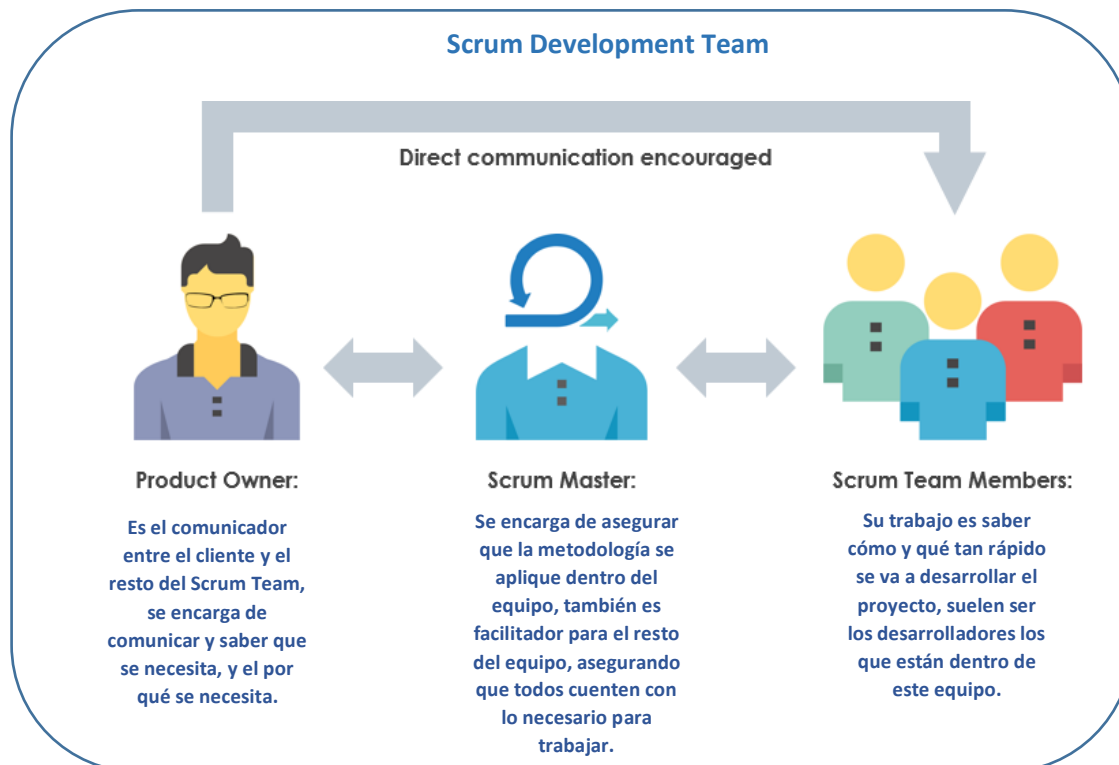 Scrum Development Team
Direct communication encouraged
Product Owner:
Es el comunicador
entre el cliente y el
resto del Scrum Team,
se encarga de
comunicar y saber que
se necesita, y el por
qué se necesita.
Scrum Master:
Se encarga de asegurar
que la metodología se
aplique dentro del
equipo, también es
facilitador para el resto
del equipo, asegurando
que todos cuenten con
lo necesario para
trabajar.
Scrum Team Members:
Su trabajo es saber
cómo y qué tan rápido
se va a desarrollar el
proyecto, suelen ser
los desarrolladores los
que están dentro de
este equipo.